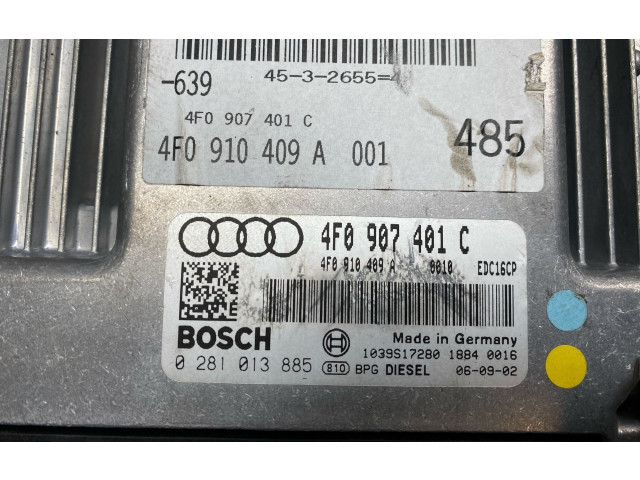 -639 45-3-2655=4
4F0 907 401 C
4F0 910 409 A 001 485
4F0 907 401 C
4F0 910 409 A 0010 EDC16CP
BOSCH Made in Germany
1039S17280 1884 0016
0 281 013 885 810 BPG DIESEL 06-09-02